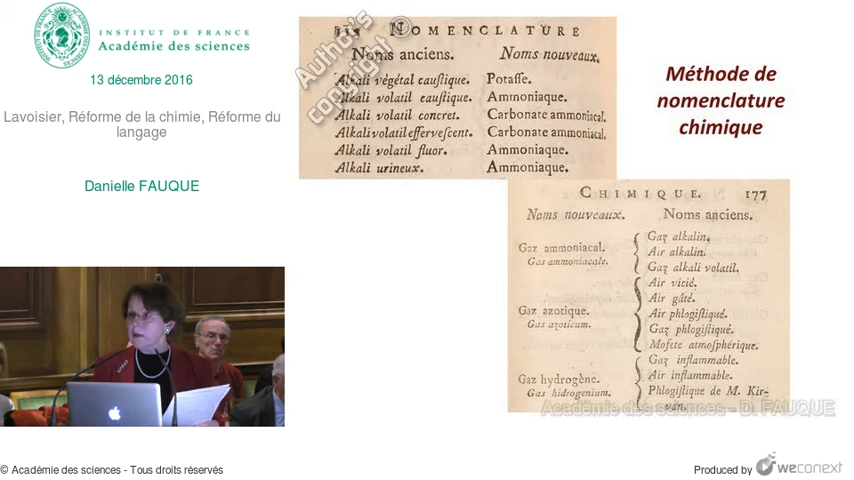 INSTITUT DE FRANCE
Académie des sciences
13 décembre 2016
Lavoisier, Réforme de la chimie, Réforme du
langage
Danielle FAUQUE
NOMENCLATURE
Noms anciens. Noms nouveaux.
Alkali végétal cauſtique. Potaſſe.
Alkali volatil cauſtique. Ammoniaque.
Alkali volatil concret. Carbonate ammoniacal.
Alkali volatil efferveſcent. Carbonate ammoniacal.
Alkali volatil fluor. Ammoniaque.
Alkali urineux. Ammoniaque.
Author's
copyright ©
Méthode de
nomenclature
chimique
CHIMIQUE. 177
Noms nouveaux. Noms anciens.
Gaz ammoniacal.
Gas ammoniacale.
Gaz alkalin.
Air alkalin.
Gaz alkali volatil.
Gaz azotique.
Gas azoticum.
Air vicié.
Air gâté.
Air phlogiſtiqué.
Gaz phlogiſtiqué.
Mofete atmoſphérique.
Gaz hydrogène.
Gas hidrogenium.
Gaz inflammable.
Air inflammable.
Phlogiſtique de M. Kir-
van.
Académie des sciences - D. FAUQUE
© Académie des sciences - Tous droits réservés
Produced by weconext